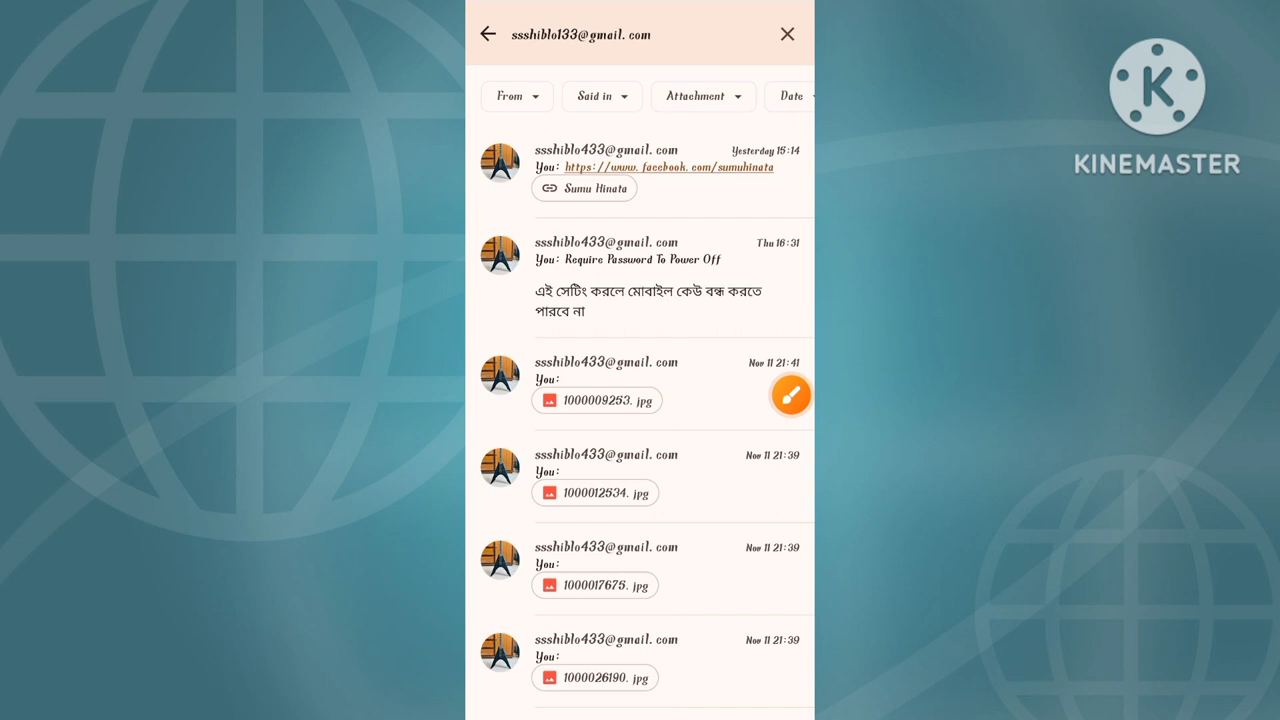 ssshiblo133@gmail. com
From
Said in
Attachment
Date
ssshiblo433@gmail. com
Yesterday 15:14
You: https://www. facebook. com/sumuhinata
Sumu Hinata
ssshiblo433@gmail. com
Thu 16:31
You: Require Password To Power Off
এই সেটিং করলে মোবাইল কেউ বন্ধ করতে
পারবে না
ssshiblo433@gmail. com
Nov 11 21:41
You:
1000009253. jpg
ssshiblo433@gmail. com
Nov 11 21:39
You:
1000012534. jpg
ssshiblo433@gmail. com
Nov 11 21:39
You:
1000017675. jpg
ssshiblo433@gmail. com
Nov 11 21:39
You:
1000026190. jpg
K
KINEMASTER